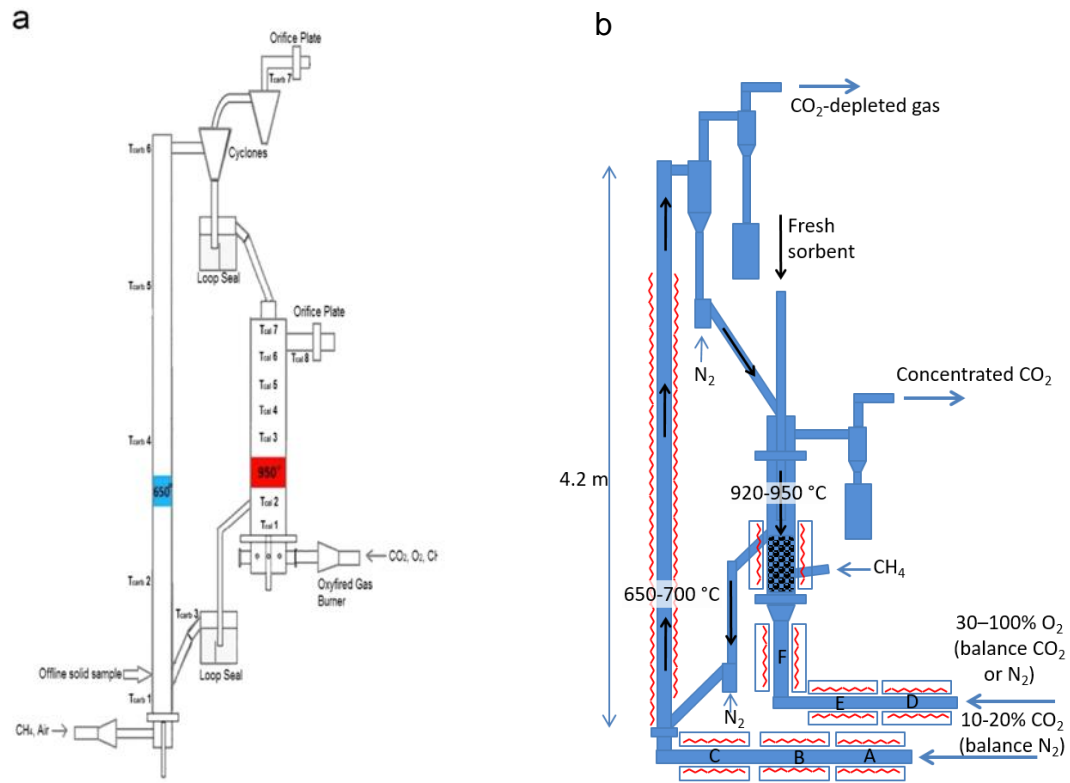 a
Orifice Plate
Tcarb 7
Tcarb 6
Cyclones
Loop Seal
Tcarb 5
Orifice Plate
Tcal 7
Tcal 8
Tcal 6
Tcal 5
Tcal 4
Tcal 3
Tcarb 4
950°
650°
Tcal 2
Tcal 1
CO₂, O₂, CH
Oxyfired Gas
Burner
Tcarb 2
Tcarb 3
Offline solid sample
Loop Seal
Tcarb 1
CH₄, Air
b
CO₂-depleted gas
Fresh
sorbent
N₂
Concentrated CO₂
4.2 m
920-950 °C
CH₄
650-700 °C
30–100% O₂
(balance CO₂
or N₂)
F
E
D
N₂
10-20% CO₂
(balance N₂)
C
B
A